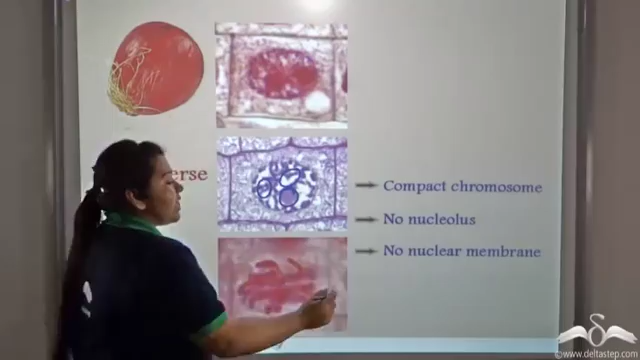 erse
Compact chromosome
No nucleolus
No nuclear membrane
©www.deltastep.com